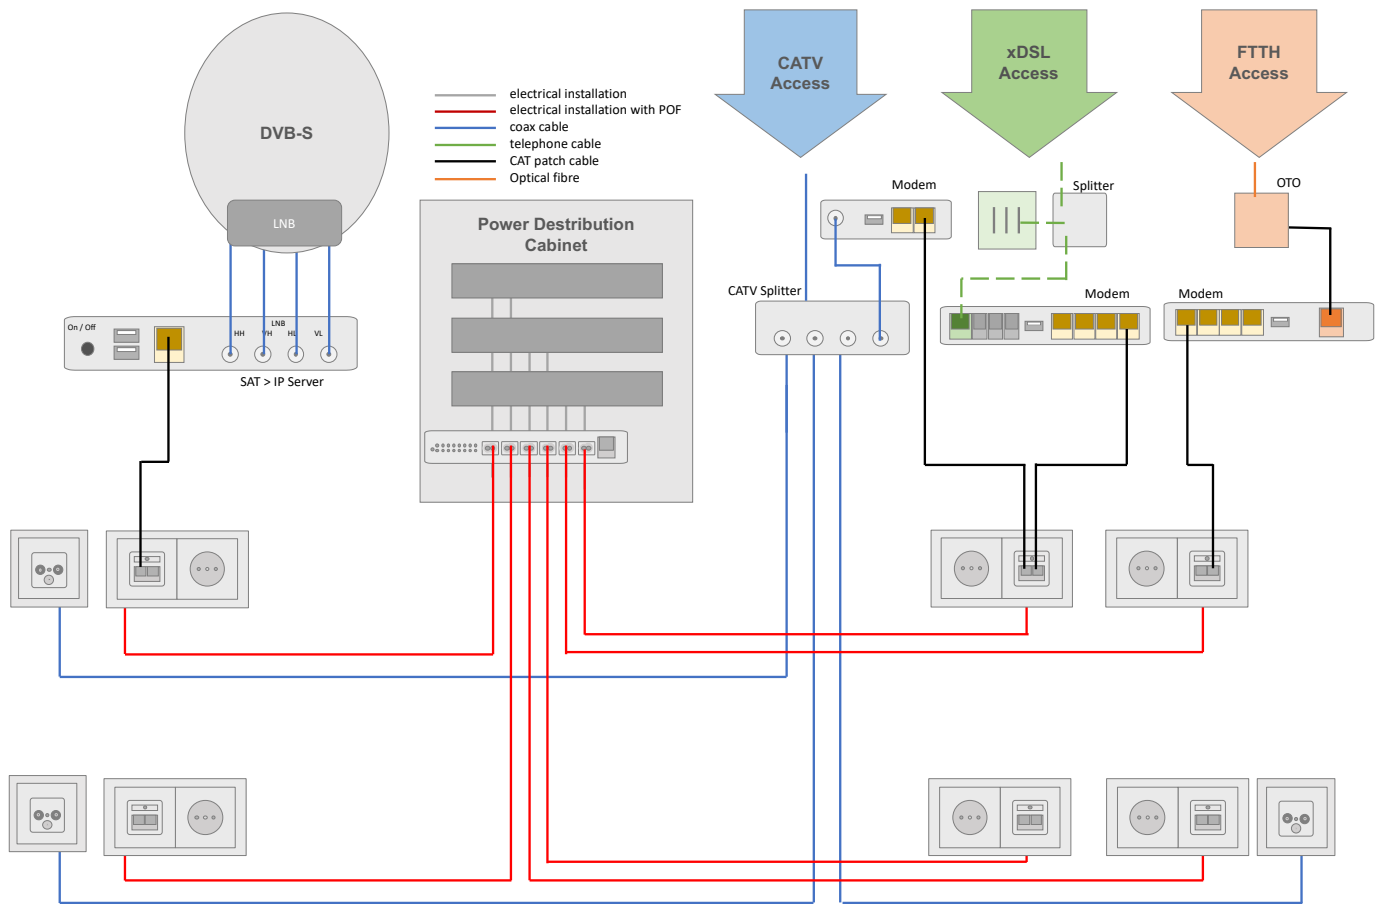 CATV
Access
xDSL
Access
FTTH
Access
DVB-S
LNB
electrical installation
electrical installation with POF
coax cable
telephone cable
CAT patch cable
Optical fibre
Modem
Splitter
OTO
Power Destribution
Cabinet
CATV Splitter
Modem
Modem
On / Off
LNB
HH
VH
HL
VL
SAT > IP Server